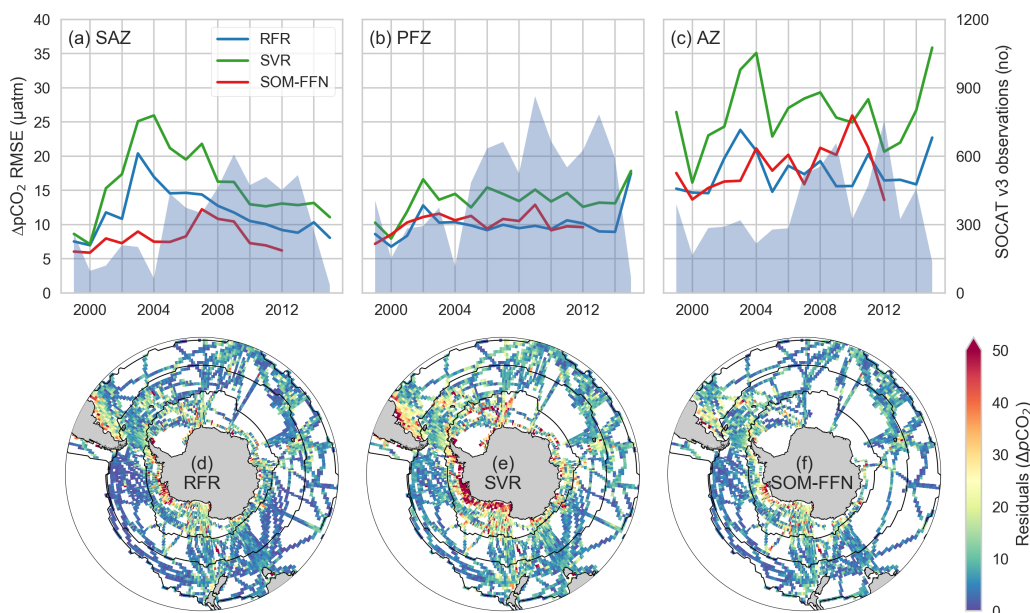 40
35
30
25
20
15
10
5
0
ΔpCO₂ RMSE (μatm)
(a) SAZ
RFR
SVR
SOM-FFN
(b) PFZ
(c) AZ
1200
900
600
300
0
SOCAT v3 observations (no.)
2000 2004 2008 2012
2000 2004 2008 2012
2000 2004 2008 2012
(d)
RFR
(e)
SVR
(f)
SOM-FFN
50
40
30
20
10
0
Residuals (ΔpCO₂)